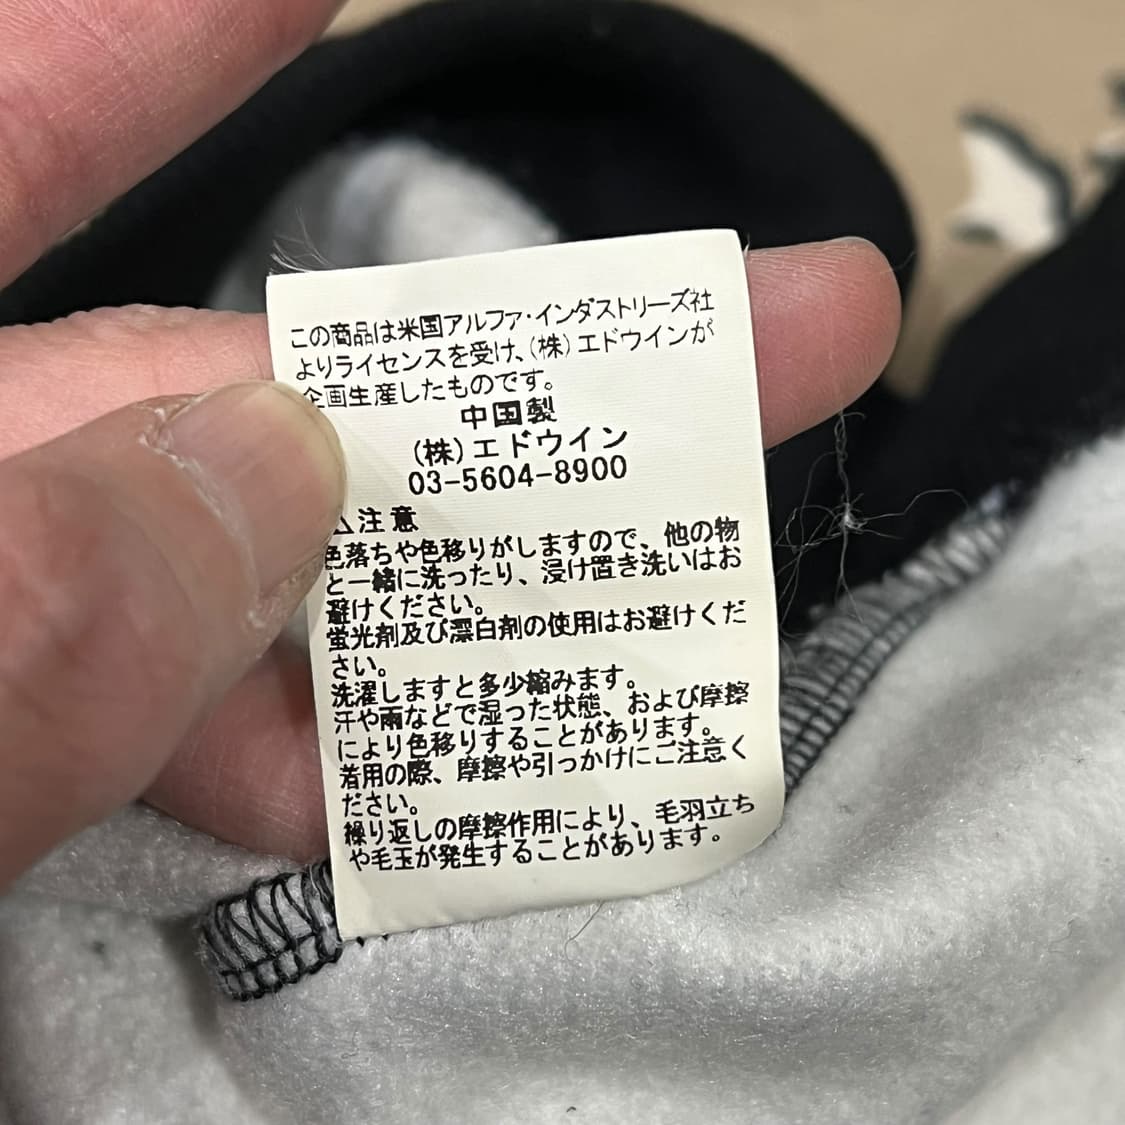 この商品は米国アルファ・インダストリーズ社
よりライセンスを受け、(株)エドウインが
企画生産したものです。
中国製
(株)エドウイン
03-5604-8900
⚠注意
色落ちや色移りがしますので、他の物
と一緒に洗ったり、浸け置き洗いはお
避けください。
蛍光剤及び漂白剤の使用はお避けくだ
さい。
洗濯しますと多少縮みます。
汗や雨などで湿った状態、および摩擦
により色移りすることがあります。
着用の際、摩擦や引っかけにご注意く
ださい。
繰り返しの摩擦作用により、毛羽立ち
や毛玉が発生することがあります。